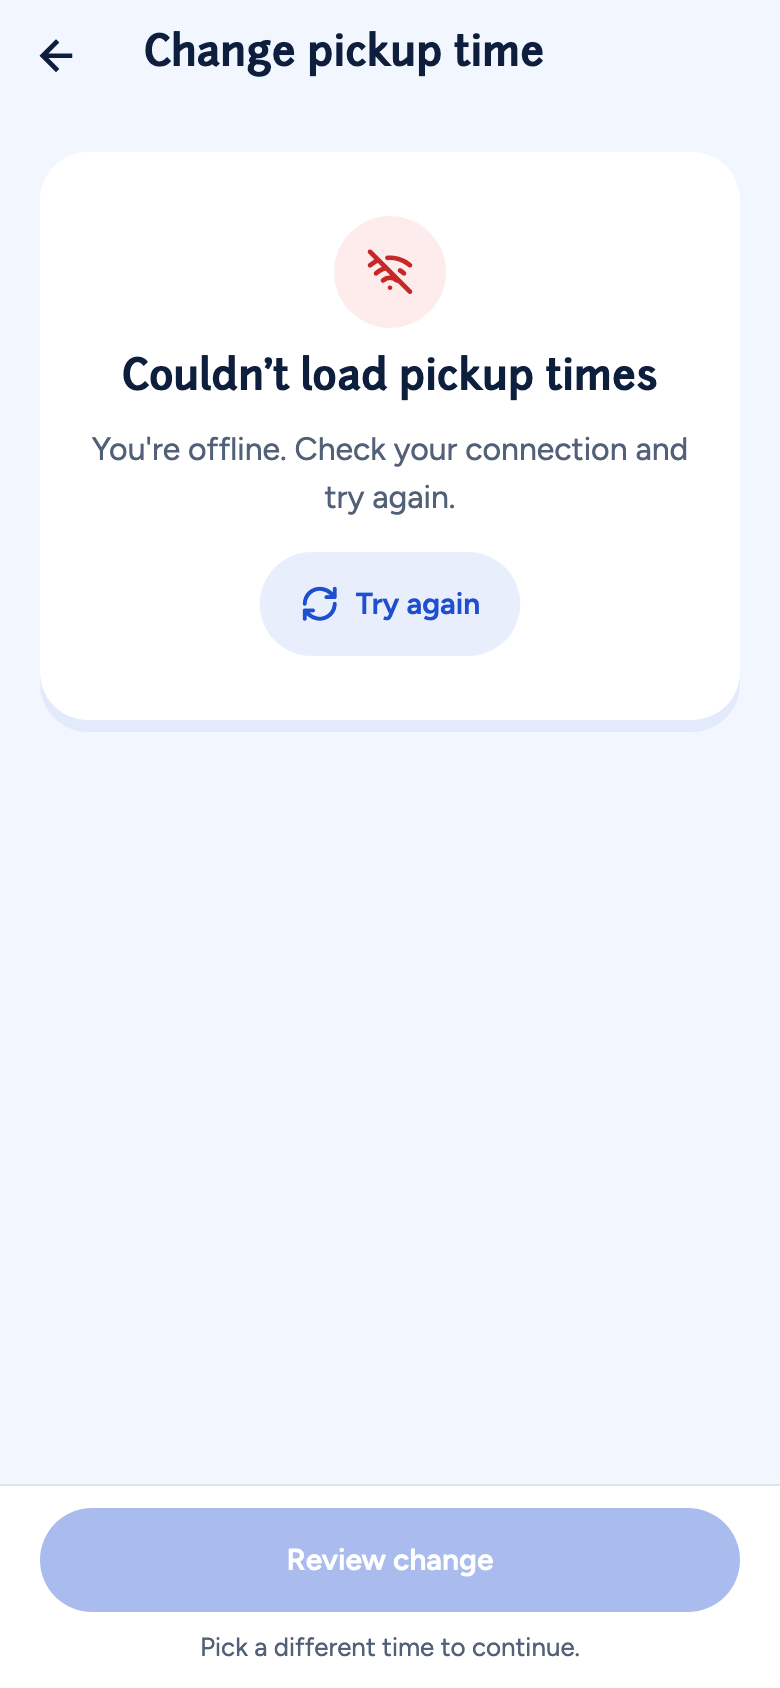 Change pickup time
Couldn’t load pickup times
You're offline. Check your connection and
try again.
Try again
Review change
Pick a different time to continue.